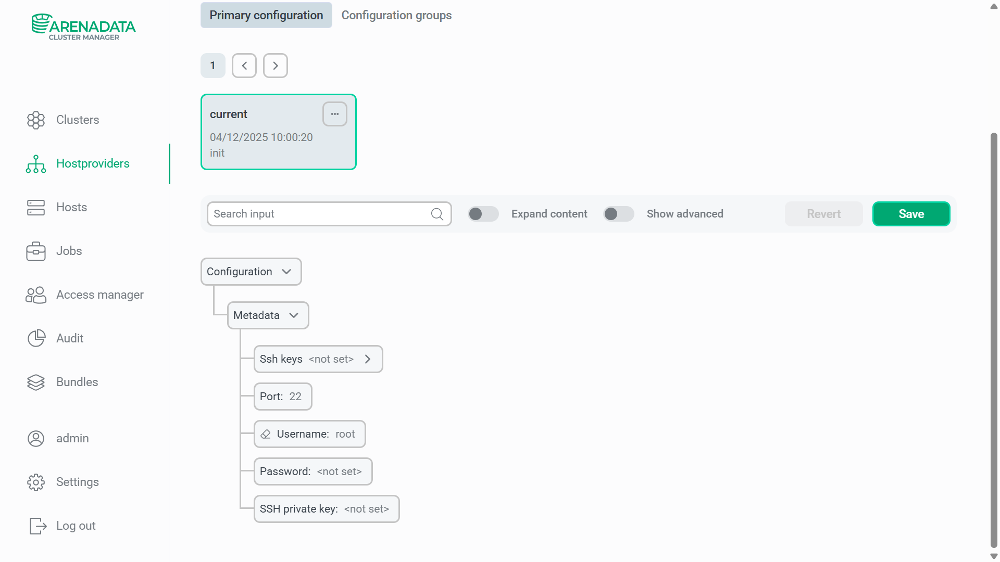 ARENADATA
CLUSTER MANAGER
Clusters
Hostproviders
Hosts
Jobs
Access manager
Audit
Bundles
admin
Settings
Log out
Primary configuration
Configuration groups
1
current
...
04/12/2025 10:00:20
init
Search input
Expand content
Show advanced
Revert
Save
Configuration
Metadata
Ssh keys <not set>
Port: 22
Username: root
Password: <not set>
SSH private key: <not set>